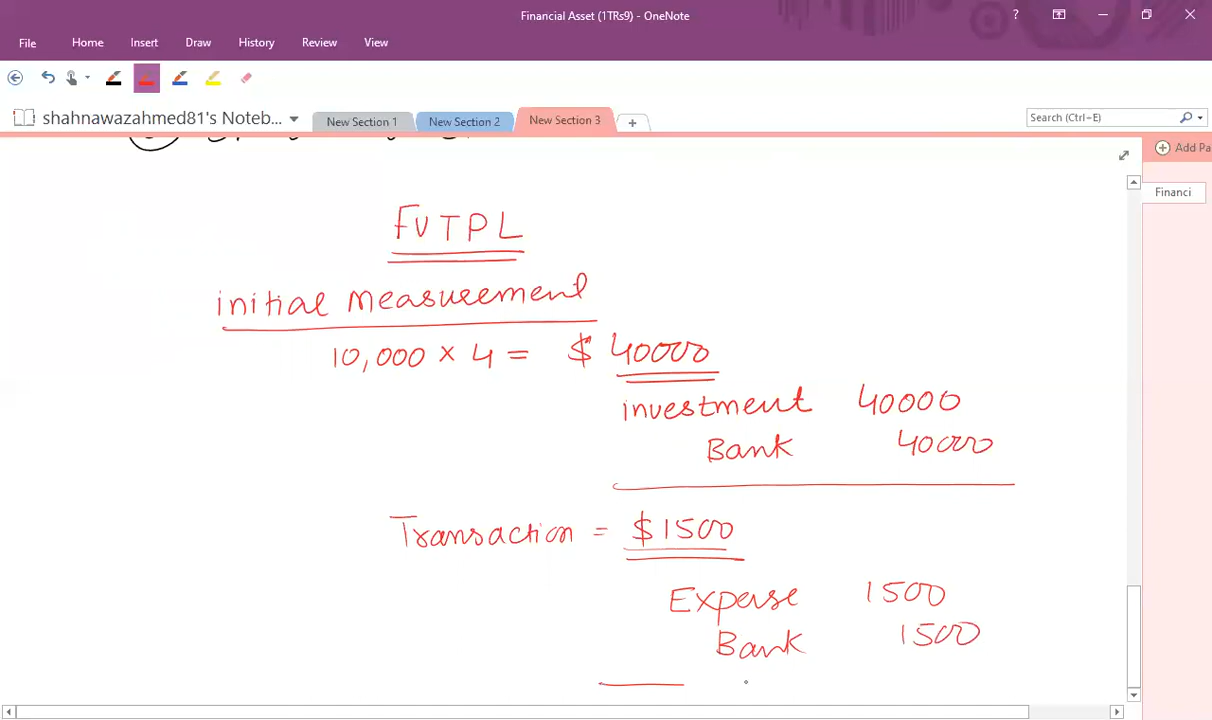 Financial Asset (1TRs9) - OneNote
?
File Home Insert Draw History Review View
shahnawazahmed81's Noteb... New Section 1 New Section 2 New Section 3 + Search (Ctrl+E)
Add Pa
Financi
FVTPL
initial Measurement
10,000 × 4 = $ 40000
investment 40000
Bank 40000
Transaction = $1500
Expense 1500
Bank 1500